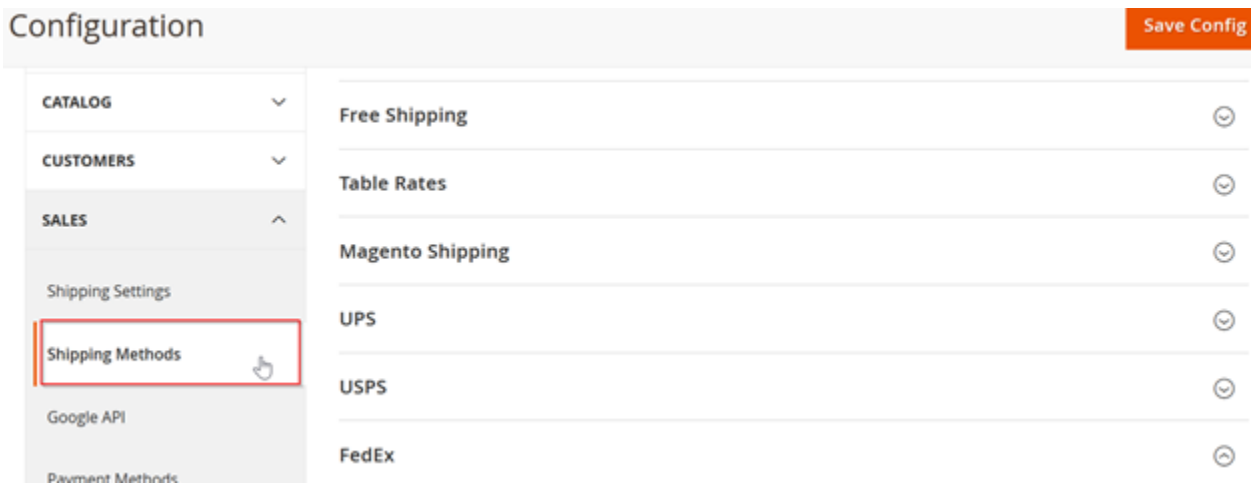 Configuration
Save Config
CATALOG
CUSTOMERS
SALES
Shipping Settings
Shipping Methods
Google API
Payment Methods
Free Shipping
Table Rates
Magento Shipping
UPS
USPS
FedEx